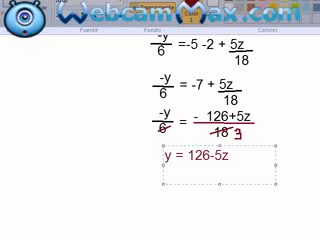 WebcamMax.com
Fuente Fondo
-y/6 =-5 -2 + 5z/18
-y/6 = -7 + 5z/18
-y/6 = - 126+5z/18 3
y = 126-5z